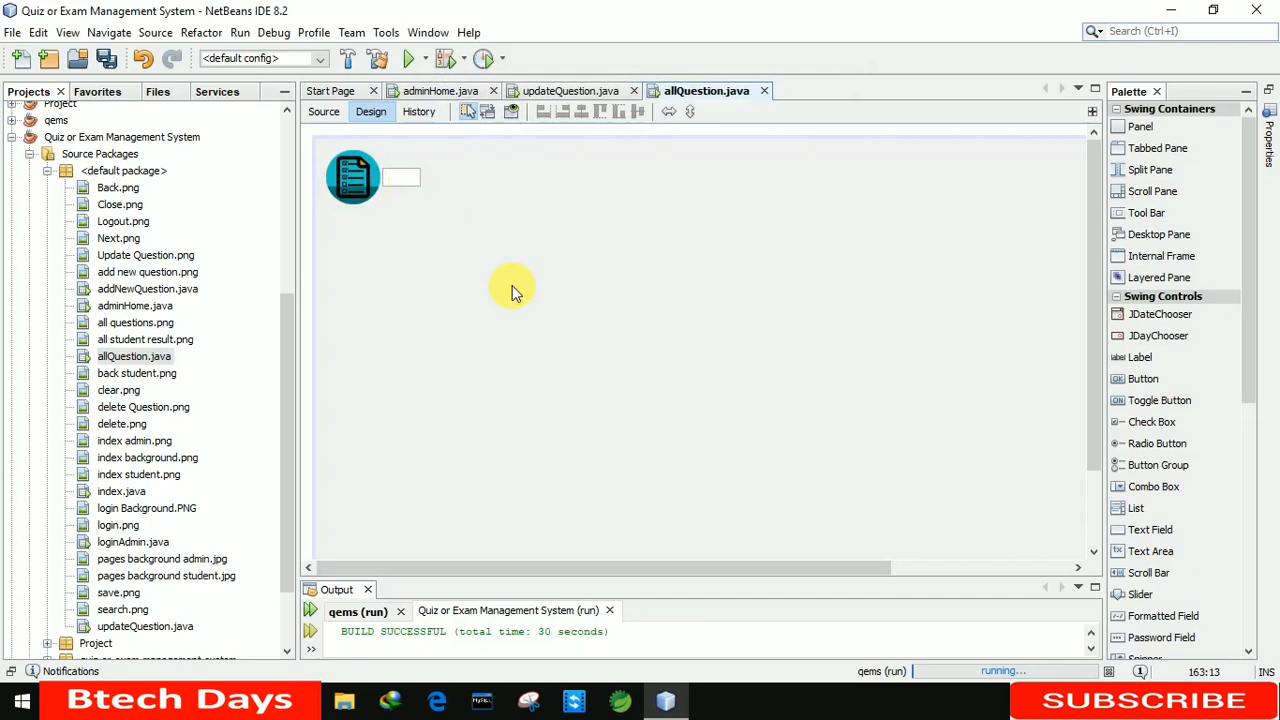 Quiz or Exam Management System - NetBeans IDE 8.2
File Edit View Navigate Source Refactor Run Debug Profile Team Tools Window Help
Search (Ctrl+I)
<default config>
Projects Favorites Files Services
Start Page adminHome.java updateQuestion.java allQuestion.java
Palette
Source Design History
Project
qems
Quiz or Exam Management System
Source Packages
<default package>
Back.png
Close.png
Logout.png
Next.png
Update Question.png
add new question.png
addNewQuestion.java
adminHome.java
all questions.png
all student result.png
allQuestion.java
back student.png
clear.png
delete Question.png
delete.png
index admin.png
index background.png
index student.png
index.java
login Background.PNG
login.png
loginAdmin.java
pages background admin.jpg
pages background student.jpg
save.png
search.png
updateQuestion.java
Project
quiz or exam management system
Swing Containers
Panel
Tabbed Pane
Split Pane
Scroll Pane
Tool Bar
Desktop Pane
Internal Frame
Layered Pane
Swing Controls
JDateChooser
JDayChooser
Label
Button
Toggle Button
Check Box
Radio Button
Button Group
Combo Box
List
Text Field
Text Area
Scroll Bar
Slider
Formatted Field
Password Field
Spinner
Properties
Output
qems (run) Quiz or Exam Management System (run)
BUILD SUCCESSFUL (total time: 30 seconds)
Notifications
qems (run) running... 163:13 INS
Btech Days
SUBSCRIBE